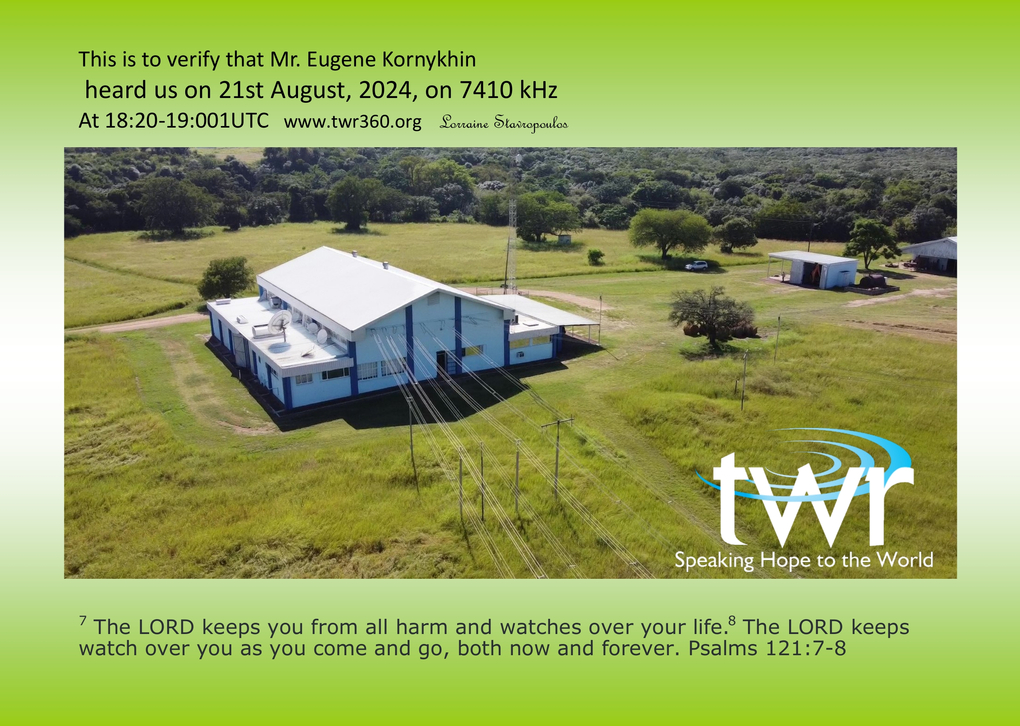 This is to verify that Mr. Eugene Kornykhin
heard us on 21st August, 2024, on 7410 kHz
At 18:20-19:001UTC www.twr360.org Lorraine Stavropoulos
twr
Speaking Hope to the World
⁷ The LORD keeps you from all harm and watches over your life.⁸ The LORD keeps
watch over you as you come and go, both now and forever. Psalms 121:7-8